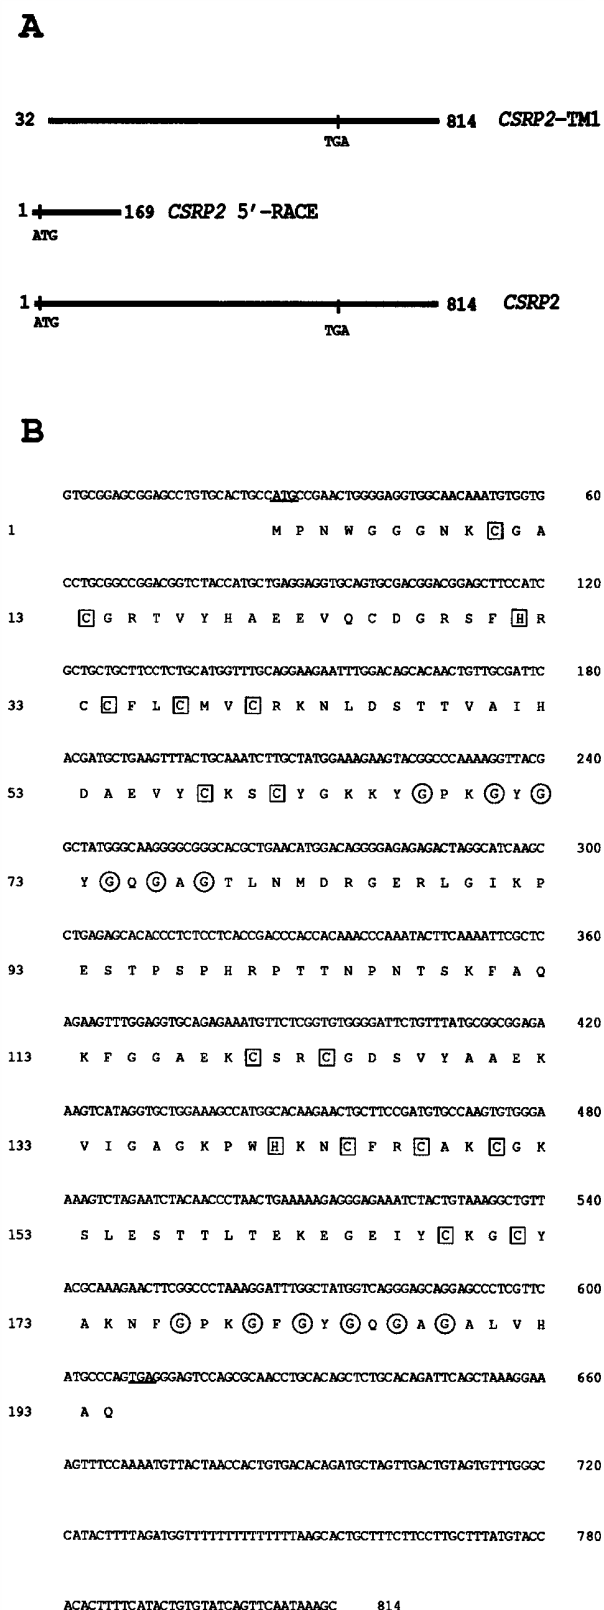 A
32 814 CSRP2-TM1
TGA
1 169 CSRP2 5'-RACE
ATG
1 814 CSRP2
ATG TGA
B
GTGCGGAGCGGAGCCTGTGCACTGCCATGCCGAACTGGGGAGGTGGCAACAAATGTGGTG 60
1 M P N W G G G N K C G A
CCTGCGGCCGGACGGTCTACCATGCTGAGGAGGTGCAGTGCGACGGACGGAGCTTCCATC 120
13 C G R T V Y H A E E V Q C D G R S F H R
GCTGCTGCTTCCTCTGCATGGTTTGCAGGAAGAATTTGGACAGCACAACTGTTGCGATTC 180
33 C C F L C M V C R K N L D S T T V A I H
ACGATGCTGAAGTTTACTGCAAATCTTGCTATGGAAAGAAGTACGGCCCAAAAGGTTACG 240
53 D A E V Y C K S C Y G K K Y G P K G Y G
GCTATGGGCAAGGGGCGGGCACGCTGAACATGGACAGGGGAGAGAGACTAGGCATCAAGC 300
73 Y G Q G A G T L N M D R G E R L G I K P
CTGAGAGCACACCCTCTCCTCACCGACCCACCACAAACCCAAATACTTCAAAATTCGCTC 360
93 E S T P S P H R P T T N P N T S K F A Q
AGAAGTTTGGAGGTGCAGAGAAATGTTCTCGGTGTGGGGATTCTGTTTATGCGGCGGAGA 420
113 K F G G A E K C S R C G D S V Y A A E K
AAGTCATAGGTGCTGGAAAGCCATGGCACAAGAACTGCTTCCGATGTGCCAAGTGTGGGA 480
133 V I G A G K P W H K N C F R C A K C G K
AAAGTCTAGAATCTACAACCCTAACTGAAAAAGAGGGAGAAATCTACTGTAAAGGCTGTT 540
153 S L E S T T L T E K E G E I Y C K G C Y
ACGCAAAGAACTTCGGCCCTAAAGGATTTGGCTATGGTCAGGGAGCAGGAGCCCTCGTTC 600
173 A K N F G P K G F G Y G Q G A G A L V H
ATGCCCAGTGAGGGAGTCCAGCGCAACCTGCACAGCTCTGCACAGATTCAGCTAAAGGAA 660
193 A Q
AGTTTCCAAAATGTTACTAACCACTGTGACACAGATGCTAGTTGACTGTAGTGTTTGGGC 720
CATACTTTTAGATGGTTTTTTTTTTTTTTTAAGCACTGCTTTCTTCCTTGCTTTATGTACC 780
ACACTTTTCATACTGTGTATCAGTTCAATAAAGC 814